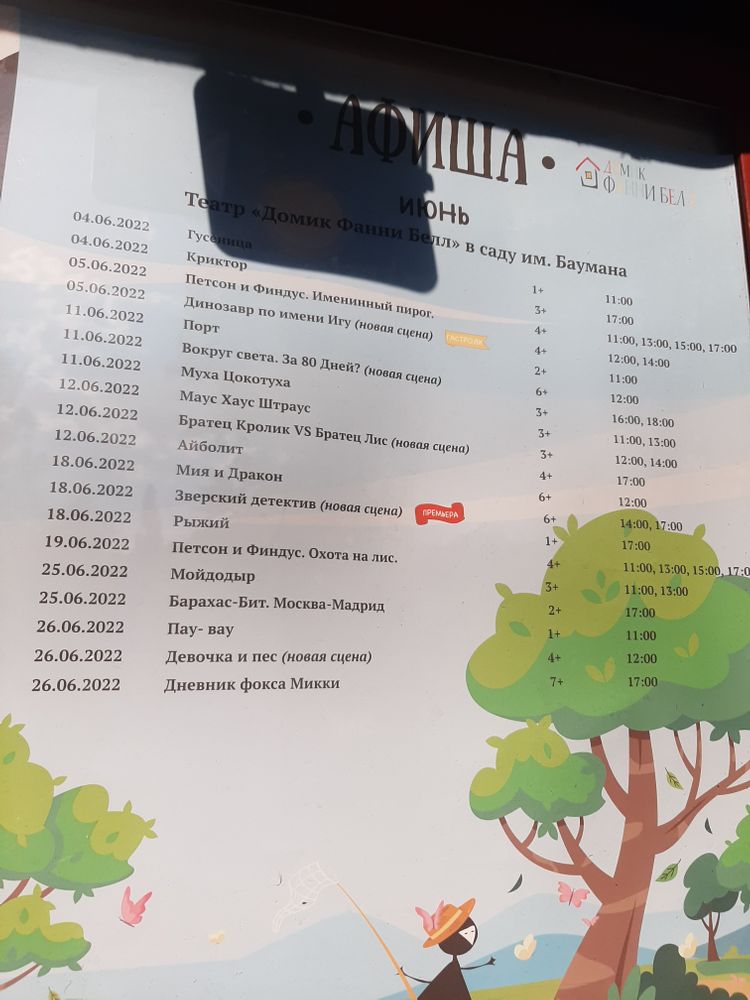 • АФИША •
ДОМИК
ФАННИ БЕЛЛ
ИЮНЬ
Театр «Домик Фанни Белл» в саду им. Баумана
04.06.2022 Гусеница 1+ 11:00
04.06.2022 Криктор 3+ 17:00
05.06.2022 Петсон и Финдус. Именинный пирог. 4+ 11:00, 13:00, 15:00, 17:00
05.06.2022 Динозавр по имени Игу (новая сцена) ГАСТРОЛИ 4+ 12:00, 14:00
11.06.2022 Порт 2+ 11:00
11.06.2022 Вокруг света. За 80 Дней? (новая сцена) 6+ 12:00
11.06.2022 Муха Цокотуха 3+ 16:00, 18:00
12.06.2022 Маус Хаус Штраус 3+ 11:00, 13:00
12.06.2022 Братец Кролик VS Братец Лис (новая сцена) 3+ 12:00, 14:00
12.06.2022 Айболит 4+ 17:00
18.06.2022 Мия и Дракон 6+ 12:00
18.06.2022 Зверский детектив (новая сцена) ПРЕМЬЕРА 6+ 14:00, 17:00
18.06.2022 Рыжий 1+ 17:00
19.06.2022 Петсон и Финдус. Охота на лис. 4+ 11:00, 13:00, 15:00, 17:0
25.06.2022 Мойдодыр 3+ 11:00, 13:00
25.06.2022 Барахас-Бит. Москва-Мадрид 2+ 17:00
26.06.2022 Пау- вау 1+ 11:00
26.06.2022 Девочка и пес (новая сцена) 4+ 12:00
26.06.2022 Дневник фокса Микки 7+ 17:00